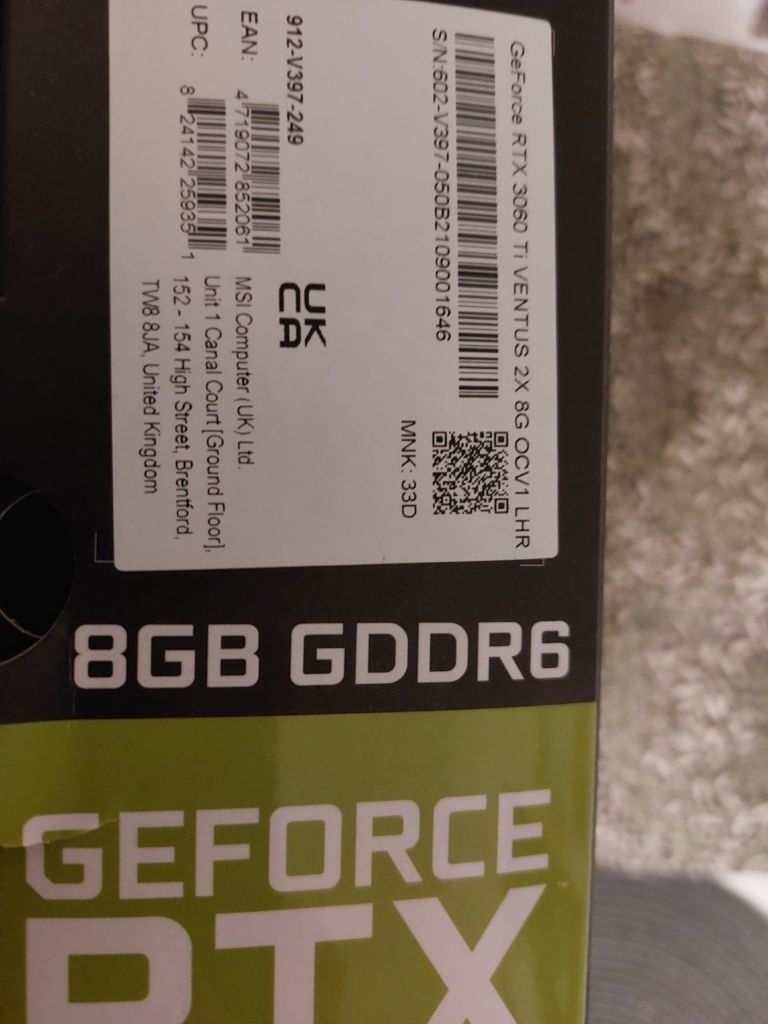 GeForce RTX 3060 Ti VENTUS 2X 8G OCV1 LHR
S/N:602-V397-050B2109001646
MNK: 33D
912-V397-249
EAN: 4 719072 852061
UPC: 8 24142 25935 1
UK
CA
MSI Computer (UK) Ltd.
Unit 1 Canal Court [Ground Floor],
152 - 154 High Street, Brentford,
TW8 8JA, United Kingdom
8GB GDDR6
GEFORCE
RTX